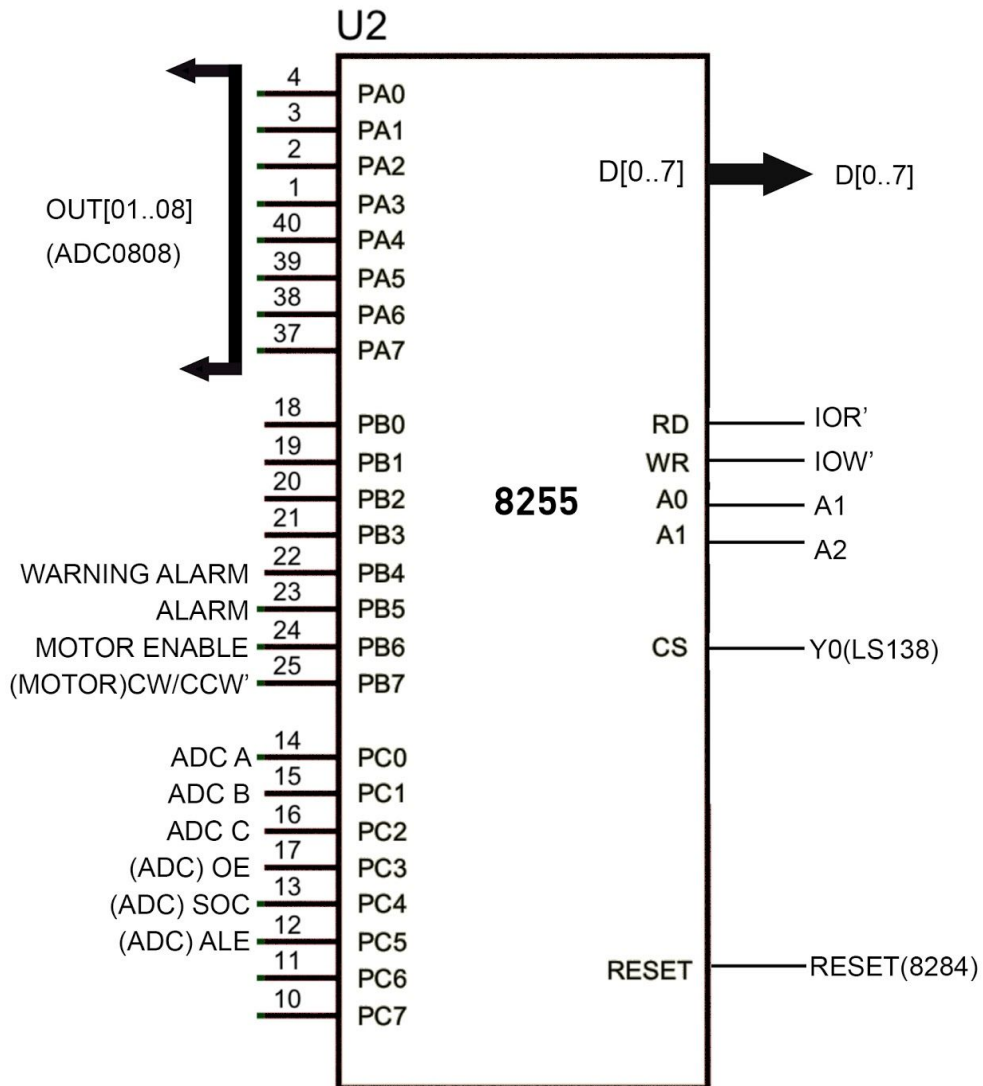 U2
4 PA0
3 PA1
2 PA2
1 PA3
40 PA4
39 PA5
38 PA6
37 PA7
OUT[01..08]
(ADC0808)
D[0..7] D[0..7]
18 PB0
19 PB1
20 PB2
21 PB3
WARNING ALARM 22 PB4
ALARM 23 PB5
MOTOR ENABLE 24 PB6
(MOTOR)CW/CCW’ 25 PB7
8255
RD IOR’
WR IOW’
A0 A1
A1 A2
CS Y0(LS138)
ADC A 14 PC0
ADC B 15 PC1
ADC C 16 PC2
(ADC) OE 17 PC3
(ADC) SOC 13 PC4
(ADC) ALE 12 PC5
11 PC6
10 PC7
RESET RESET(8284)